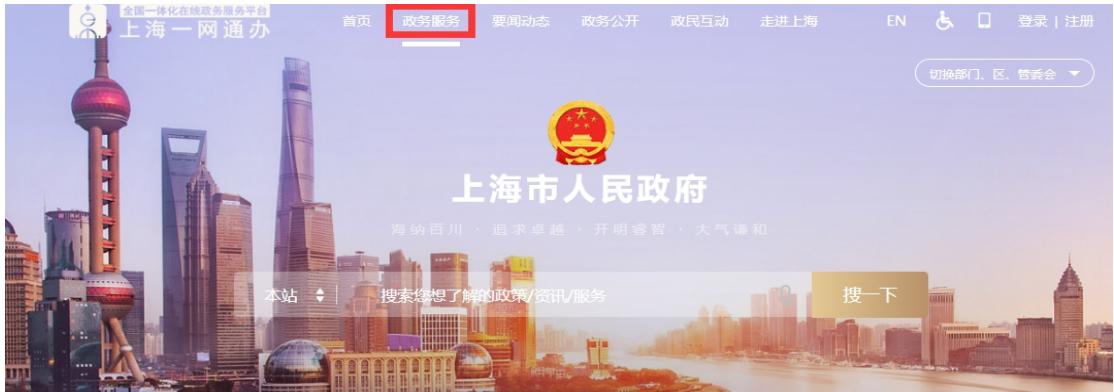 全国一体化在线政务服务平台
上海一网通办
首页 政务服务 要闻动态 政务公开 政民互动 走进上海 EN 登录 | 注册
切换部门、区、管委会
上海市人民政府
海纳百川 · 追求卓越 · 开明睿智 · 大气谦和
本站 搜索您想了解的政策/资讯/服务 搜一下